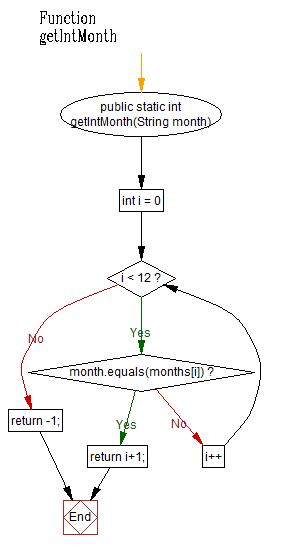 Function
getIntMonth
public static int
getIntMonth(String month)
int i = 0
i < 12 ?
No
Yes
month.equals(months[i]) ?
return -1;
Yes
No
return i+1;
i++
End